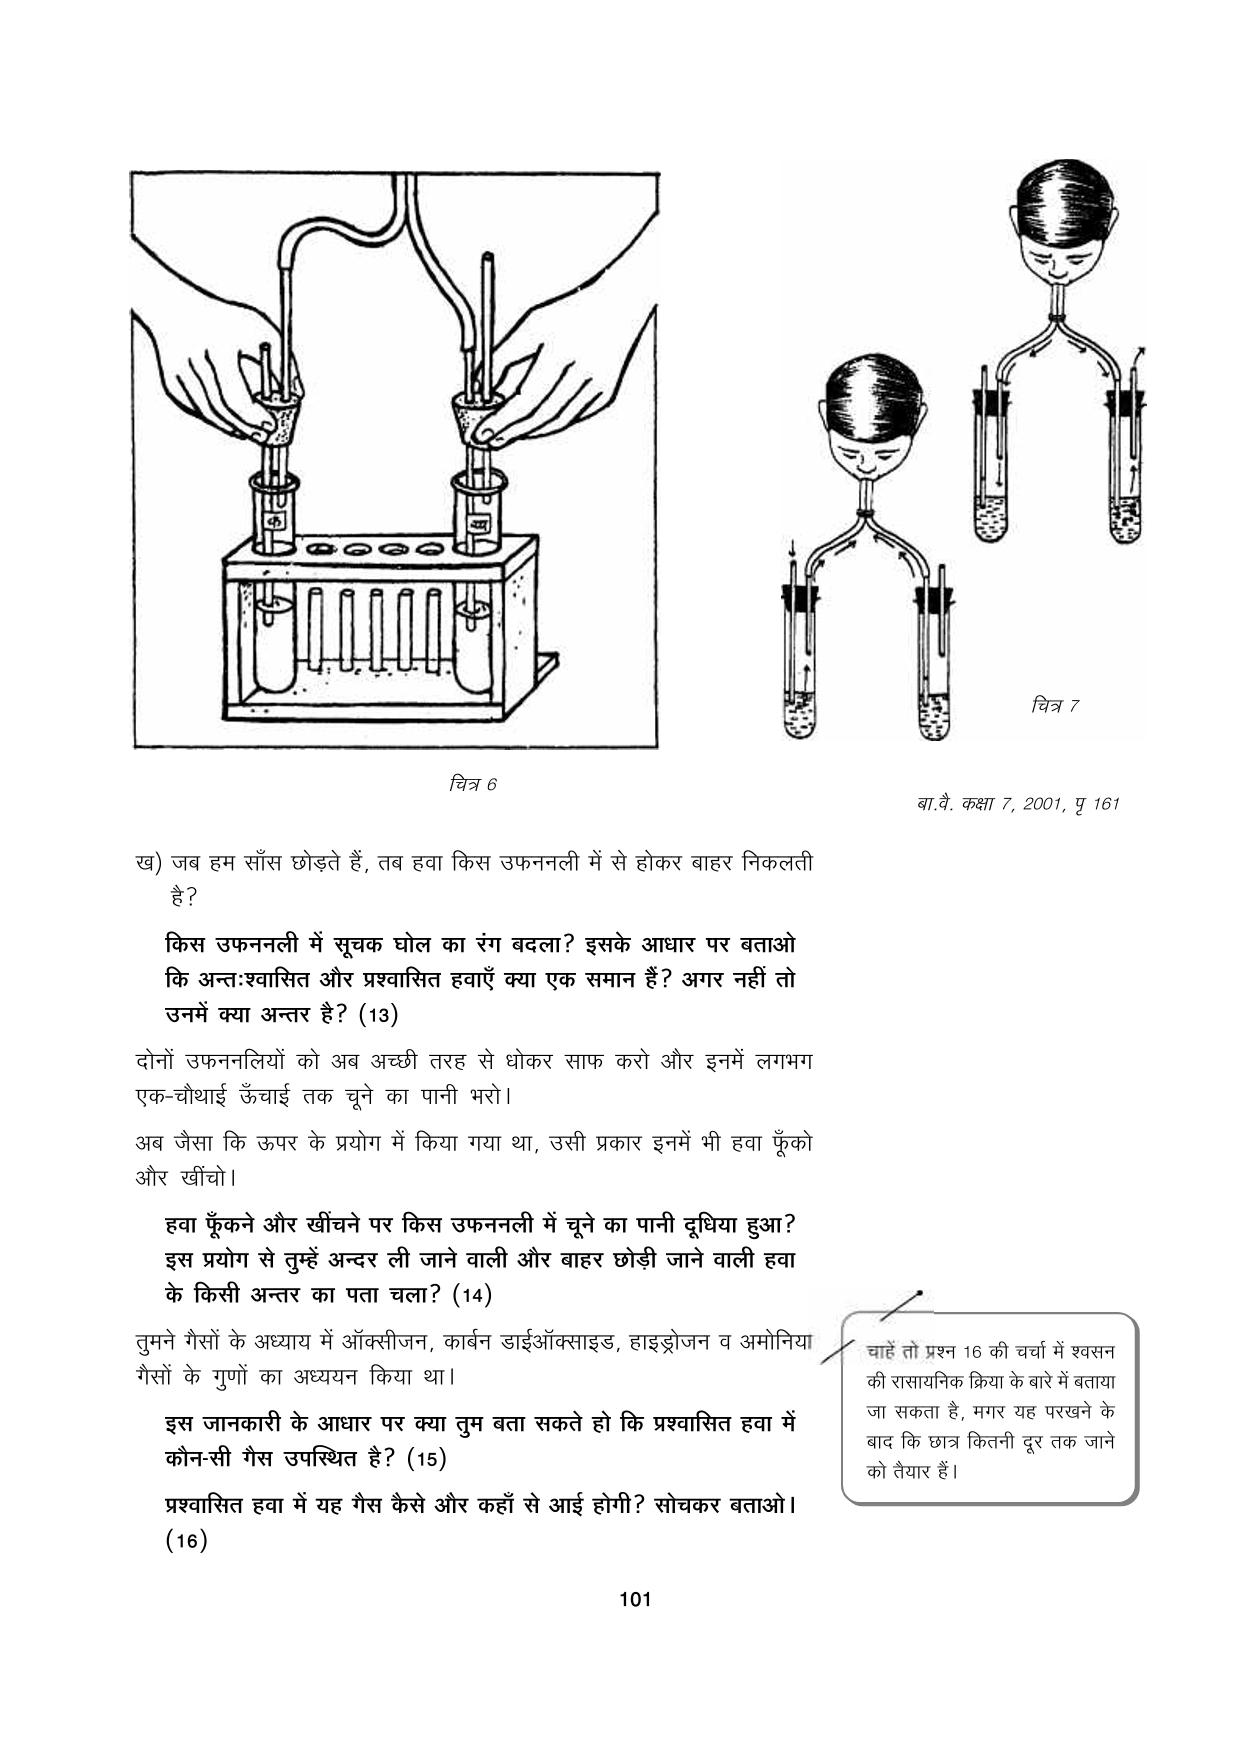 क
ख
चित्र 6
चित्र 7
बा.वै. कक्षा 7, 2001, पृ 161
ख) जब हम साँस छोड़ते हैं, तब हवा किस उफननली में से होकर बाहर निकलती
है?
किस उफननली में सूचक घोल का रंग बदला? इसके आधार पर बताओ
कि अन्तःश्वासित और प्रश्वासित हवाएँ क्या एक समान हैं? अगर नहीं तो
उनमें क्या अन्तर है? (13)
दोनों उफननलियों को अब अच्छी तरह से धोकर साफ करो और इनमें लगभग
एक-चौथाई ऊँचाई तक चूने का पानी भरो।
अब जैसा कि ऊपर के प्रयोग में किया गया था, उसी प्रकार इनमें भी हवा फूँको
और खींचो।
हवा फूँकने और खींचने पर किस उफननली में चूने का पानी दूधिया हुआ?
इस प्रयोग से तुम्हें अन्दर ली जाने वाली और बाहर छोड़ी जाने वाली हवा
के किसी अन्तर का पता चला? (14)
तुमने गैसों के अध्याय में ऑक्सीजन, कार्बन डाईऑक्साइड, हाइड्रोजन व अमोनिया
गैसों के गुणों का अध्ययन किया था।
इस जानकारी के आधार पर क्या तुम बता सकते हो कि प्रश्वासित हवा में
कौन-सी गैस उपस्थित है? (15)
प्रश्वासित हवा में यह गैस कैसे और कहाँ से आई होगी? सोचकर बताओ।
(16)
चाहें तो प्रश्न 16 की चर्चा में श्वसन
की रासायनिक क्रिया के बारे में बताया
जा सकता है, मगर यह परखने के
बाद कि छात्र कितनी दूर तक जाने
को तैयार हैं।
101